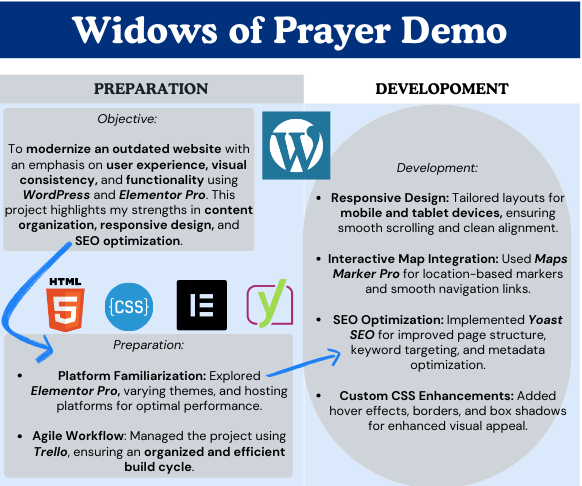 Widows of Prayer Demo
PREPARATION
Objective:
To modernize an outdated website with
an emphasis on user experience, visual
consistency, and functionality using
WordPress and Elementor Pro. This
project highlights my strengths in content
organization, responsive design, and
SEO optimization.
W
HTML
5
{CSS}
E
y
Preparation:
• Platform Familiarization: Explored
Elementor Pro, varying themes, and hosting
platforms for optimal performance.
• Agile Workflow: Managed the project using
Trello, ensuring an organized and efficient
build cycle.
DEVELOPOMENT
Development:
• Responsive Design: Tailored layouts for
mobile and tablet devices, ensuring
smooth scrolling and clean alignment.
• Interactive Map Integration: Used Maps
Marker Pro for location-based markers
and smooth navigation links.
• SEO Optimization: Implemented Yoast
SEO for improved page structure,
keyword targeting, and metadata
optimization.
• Custom CSS Enhancements: Added
hover effects, borders, and box shadows
for enhanced visual appeal.